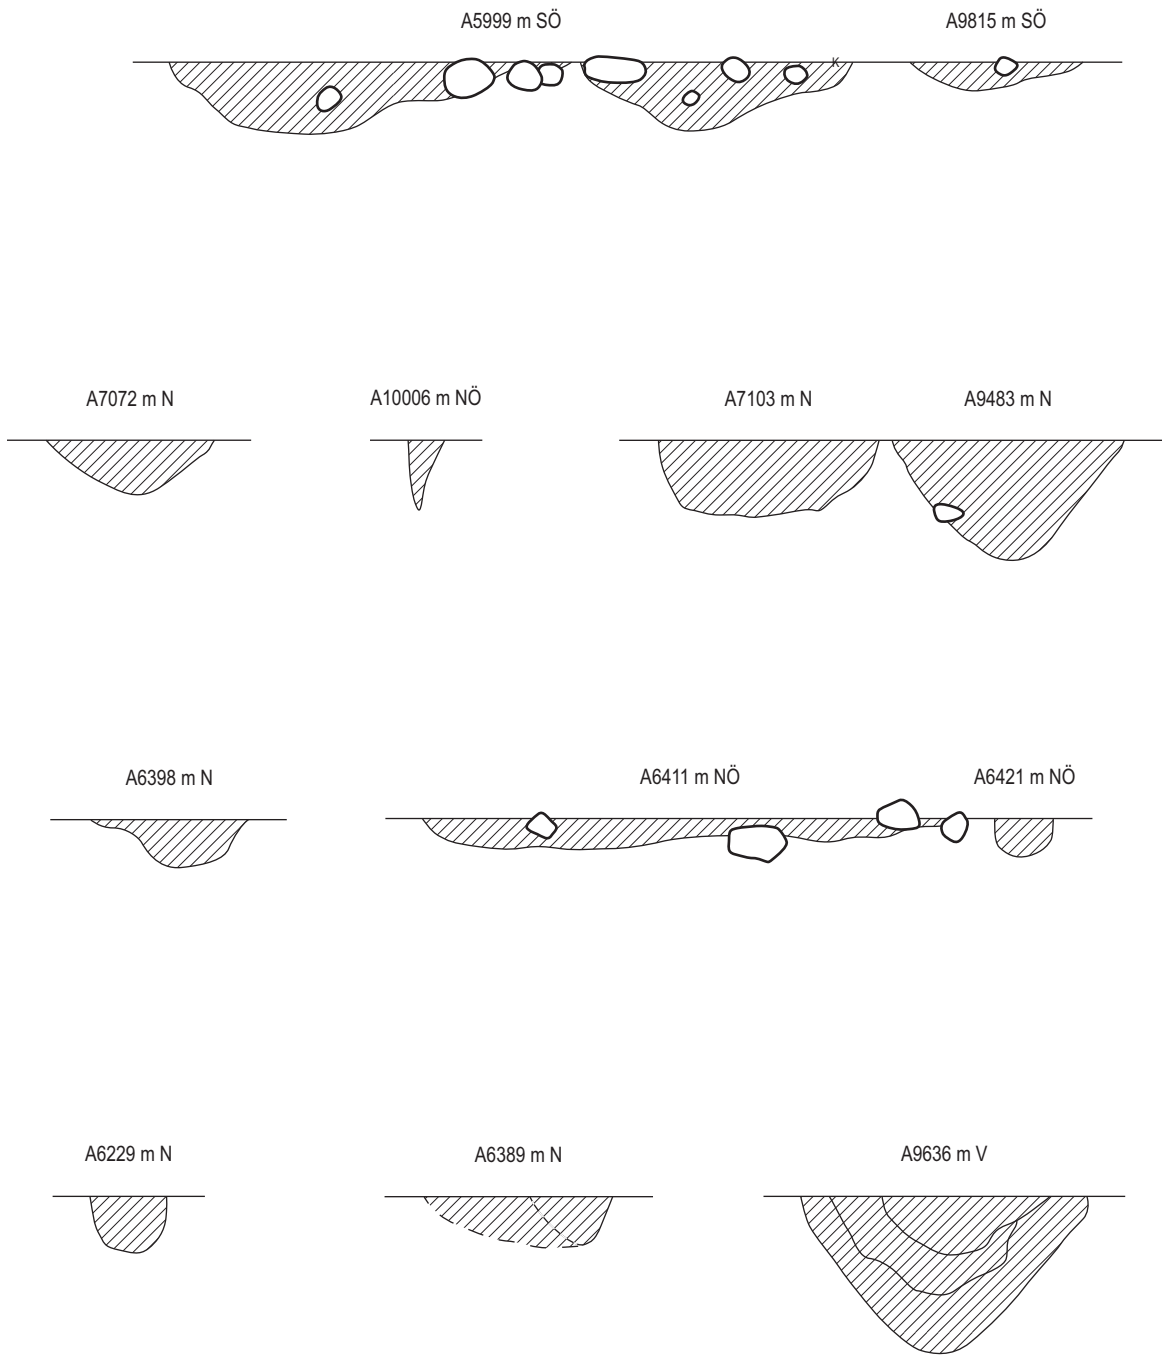 A5999 m SÖ
A9815 m SÖ
K
A7072 m N
A10006 m NÖ
A7103 m N
A9483 m N
A6398 m N
A6411 m NÖ
A6421 m NÖ
A6229 m N
A6389 m N
A9636 m V